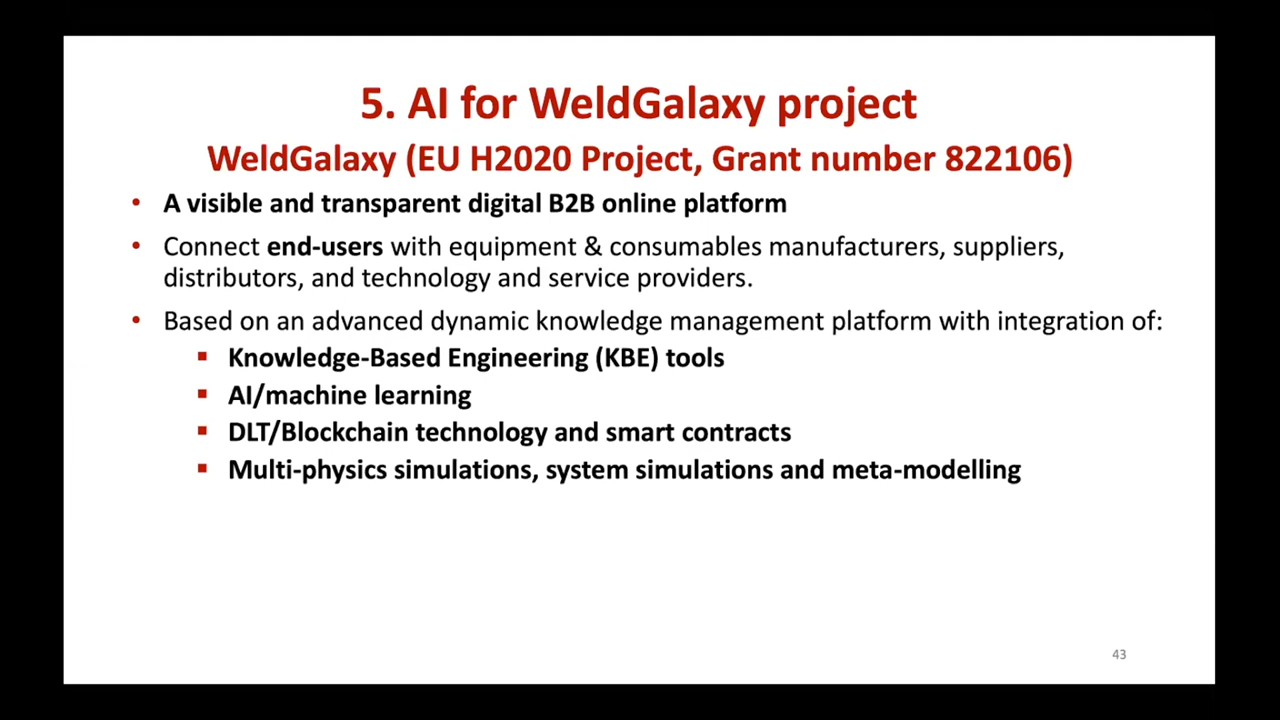 5. AI for WeldGalaxy project
WeldGalaxy (EU H2020 Project, Grant number 822106)
• A visible and transparent digital B2B online platform
• Connect end-users with equipment & consumables manufacturers, suppliers,
distributors, and technology and service providers.
• Based on an advanced dynamic knowledge management platform with integration of:
▪ Knowledge-Based Engineering (KBE) tools
▪ AI/machine learning
▪ DLT/Blockchain technology and smart contracts
▪ Multi-physics simulations, system simulations and meta-modelling
43